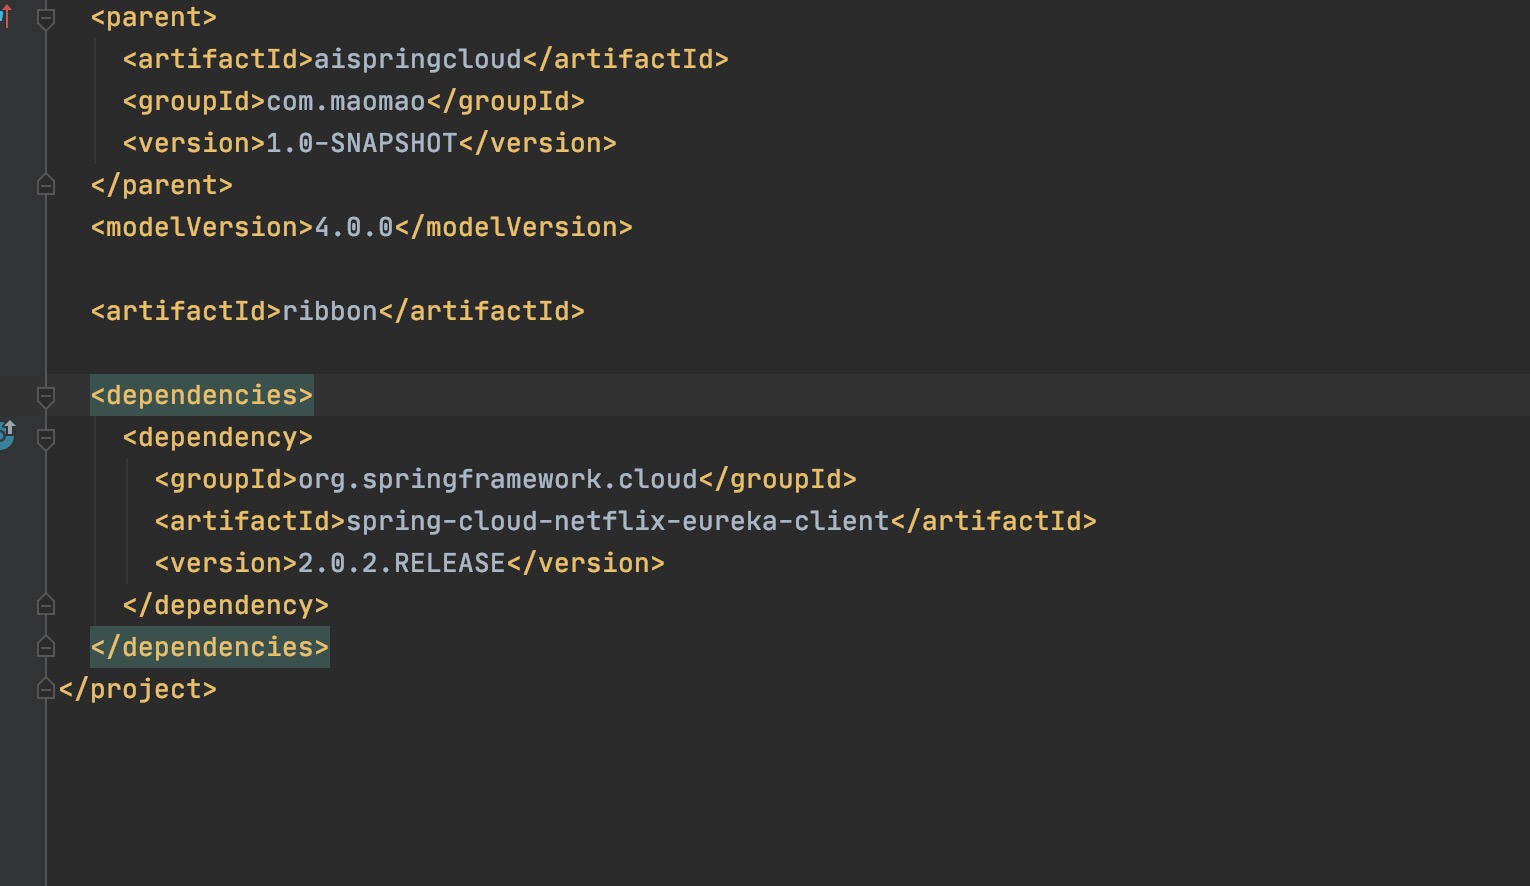 <parent>
<artifactId>aispringcloud</artifactId>
<groupId>com.maomao</groupId>
<version>1.0-SNAPSHOT</version>
</parent>
<modelVersion>4.0.0</modelVersion>
<artifactId>ribbon</artifactId>
<dependencies>
<dependency>
<groupId>org.springframework.cloud</groupId>
<artifactId>spring-cloud-netflix-eureka-client</artifactId>
<version>2.0.2.RELEASE</version>
</dependency>
</dependencies>
</project>